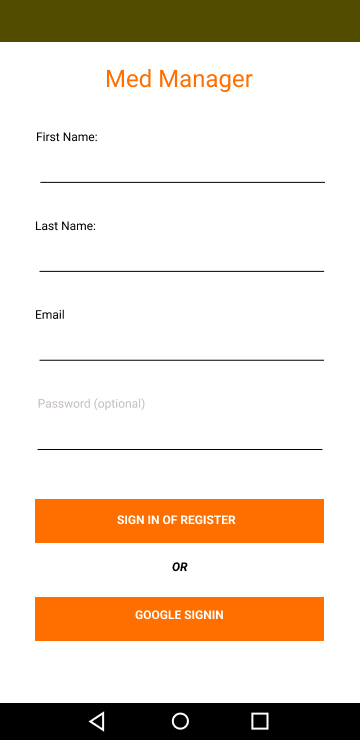 Med Manager
First Name:
Last Name:
Email
Password (optional)
SIGN IN OF REGISTER
OR
GOOGLE SIGNIN